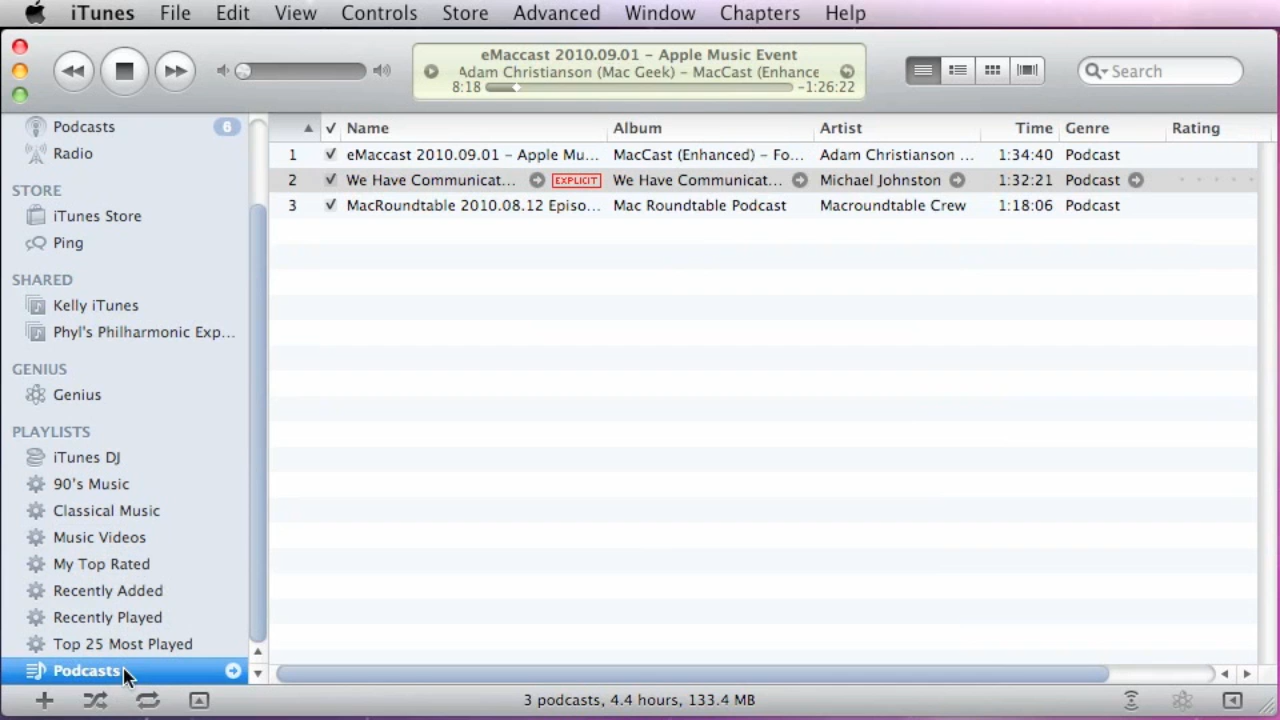 iTunes File Edit View Controls Store Advanced Window Chapters Help
eMaccast 2010.09.01 – Apple Music Event
Adam Christianson (Mac Geek) – MacCast (Enhance
8:18 -1:26:22
Search
Podcasts 6
Radio
STORE
iTunes Store
Ping
SHARED
Kelly iTunes
Phyl's Philharmonic Exp...
GENIUS
Genius
PLAYLISTS
iTunes DJ
90's Music
Classical Music
Music Videos
My Top Rated
Recently Added
Recently Played
Top 25 Most Played
Podcasts
Name Album Artist Time Genre Rating
1 eMaccast 2010.09.01 – Apple Mu... MacCast (Enhanced) – Fo... Adam Christianson ... 1:34:40 Podcast
2 We Have Communicat... EXPLICIT We Have Communicat... Michael Johnston 1:32:21 Podcast
3 MacRoundtable 2010.08.12 Episo... Mac Roundtable Podcast Macroundtable Crew 1:18:06 Podcast
3 podcasts, 4.4 hours, 133.4 MB